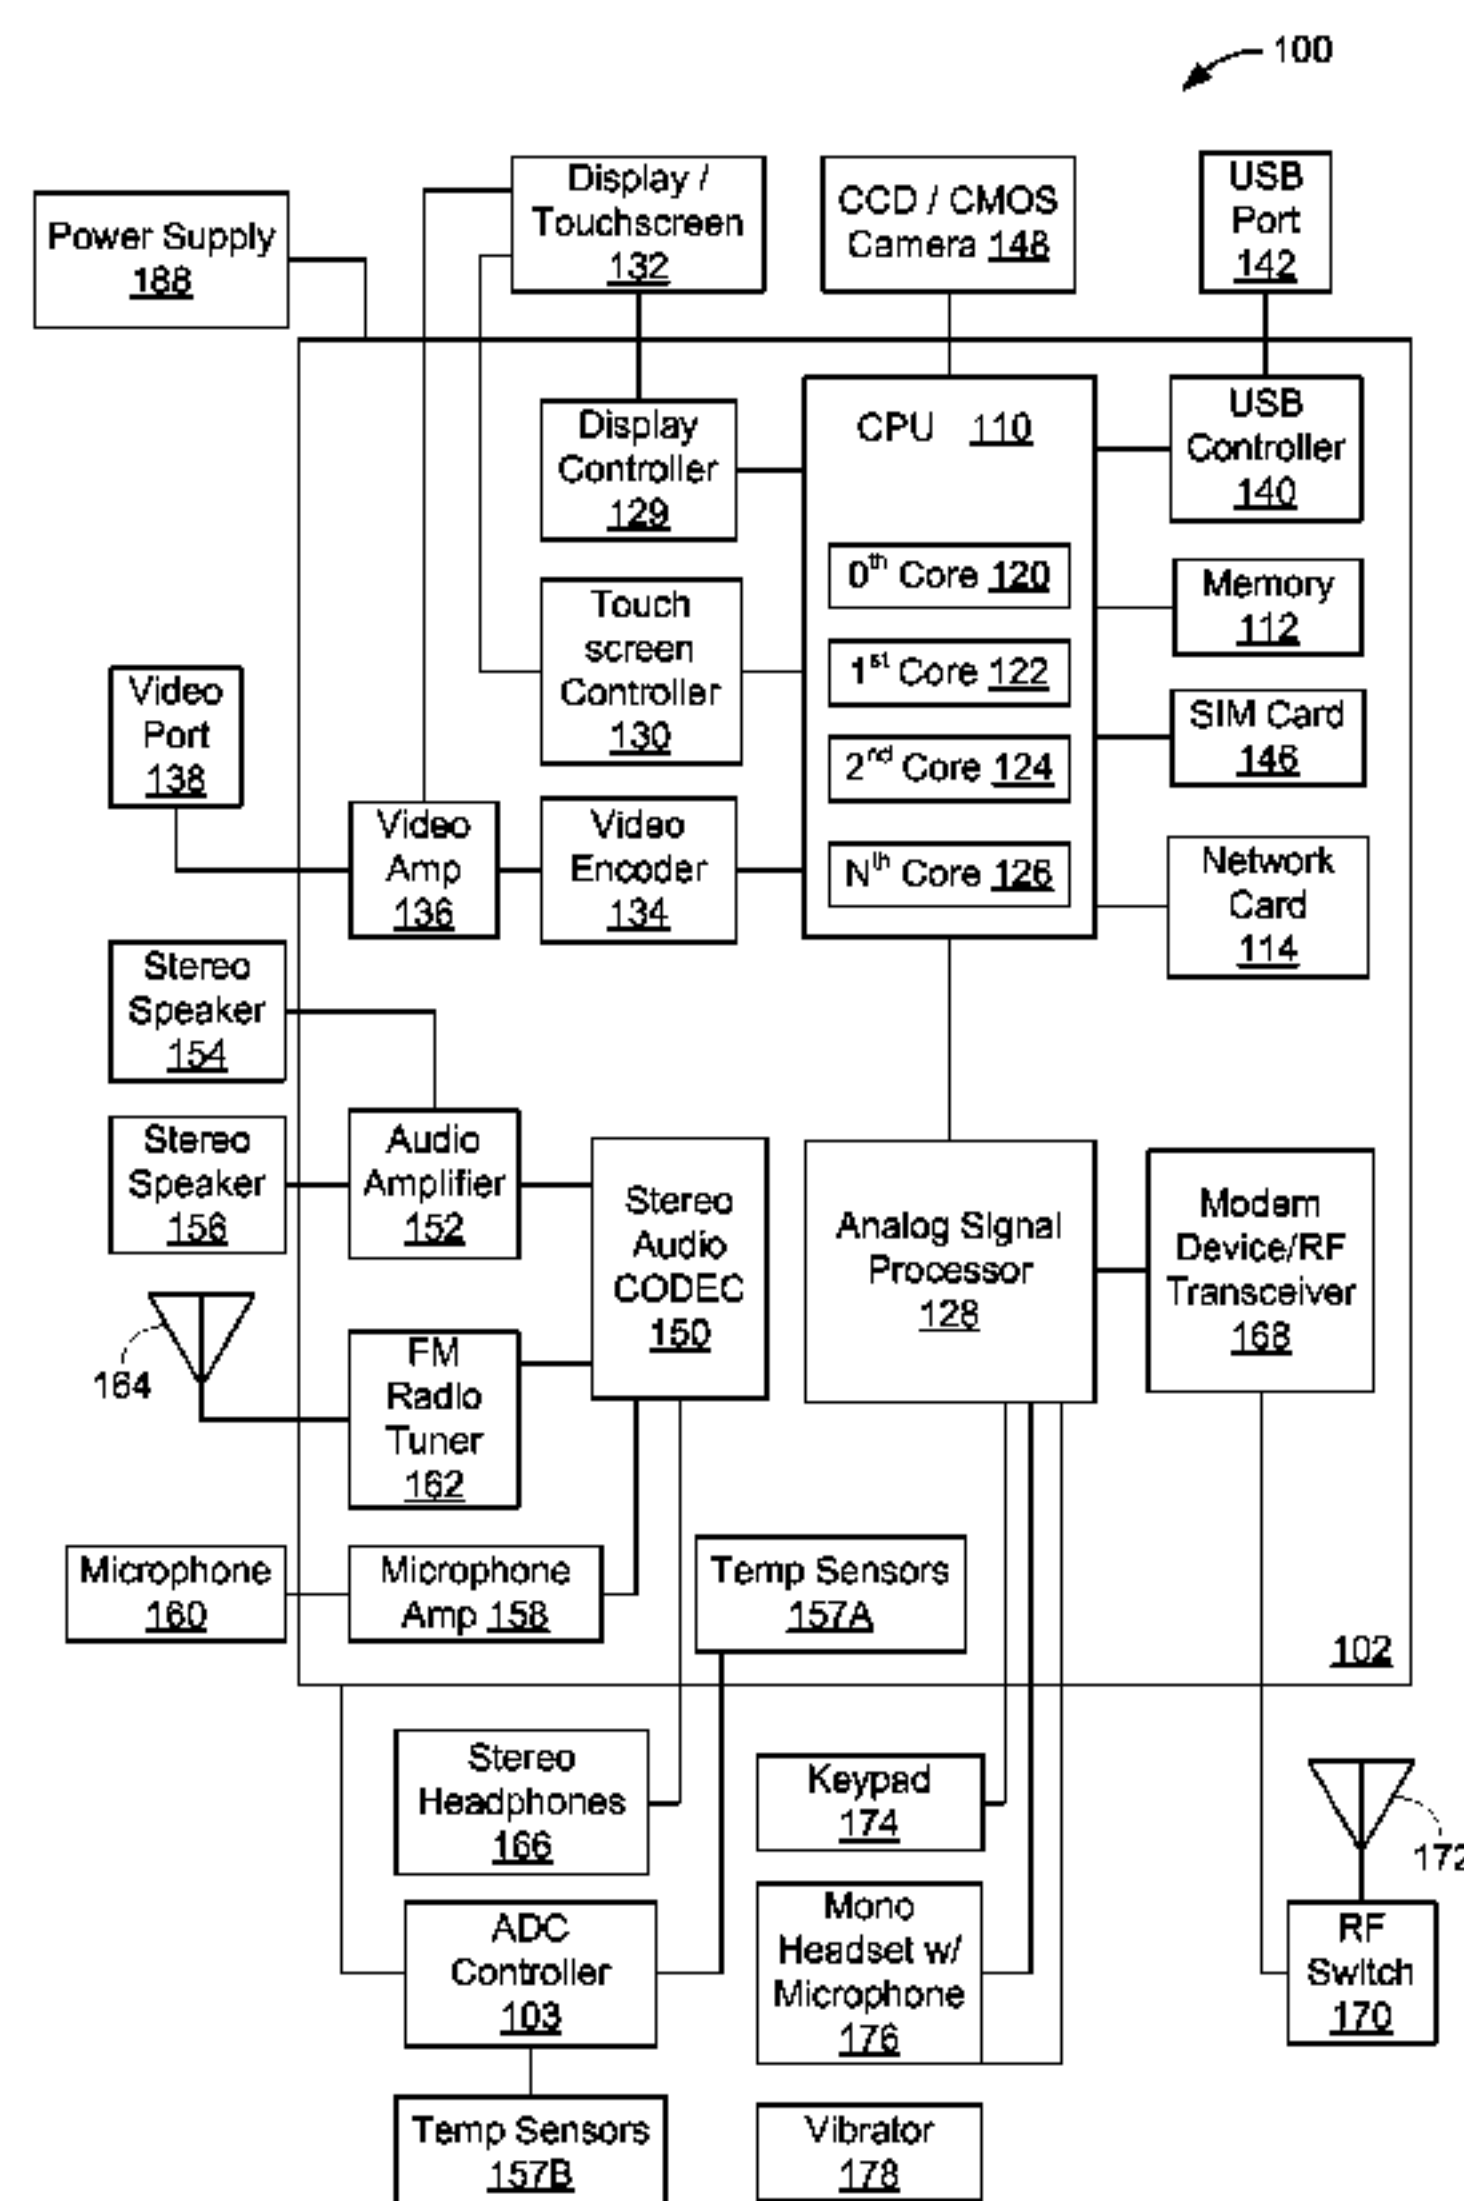 100
Display /
Touchscreen
132
CCD / CMOS
Camera 148
USB
Port
142
Power Supply
188
Display
Controller
129
CPU 110
USB
Controller
140
0th Core 120
1st Core 122
2nd Core 124
Nth Core 126
Memory
112
Touch
screen
Controller
130
SIM Card
146
Video
Port
138
Video
Amp
136
Video
Encoder
134
Network
Card
114
Stereo
Speaker
154
Stereo
Speaker
156
Audio
Amplifier
152
Stereo
Audio
CODEC
150
Analog Signal
Processor
128
Modem
Device/RF
Transceiver
168
164
FM
Radio
Tuner
162
Microphone
160
Microphone
Amp 158
Temp Sensors
157A
102
Stereo
Headphones
166
Keypad
174
172
ADC
Controller
103
Mono
Headset w/
Microphone
176
RF
Switch
170
Temp Sensors
157B
Vibrator
178